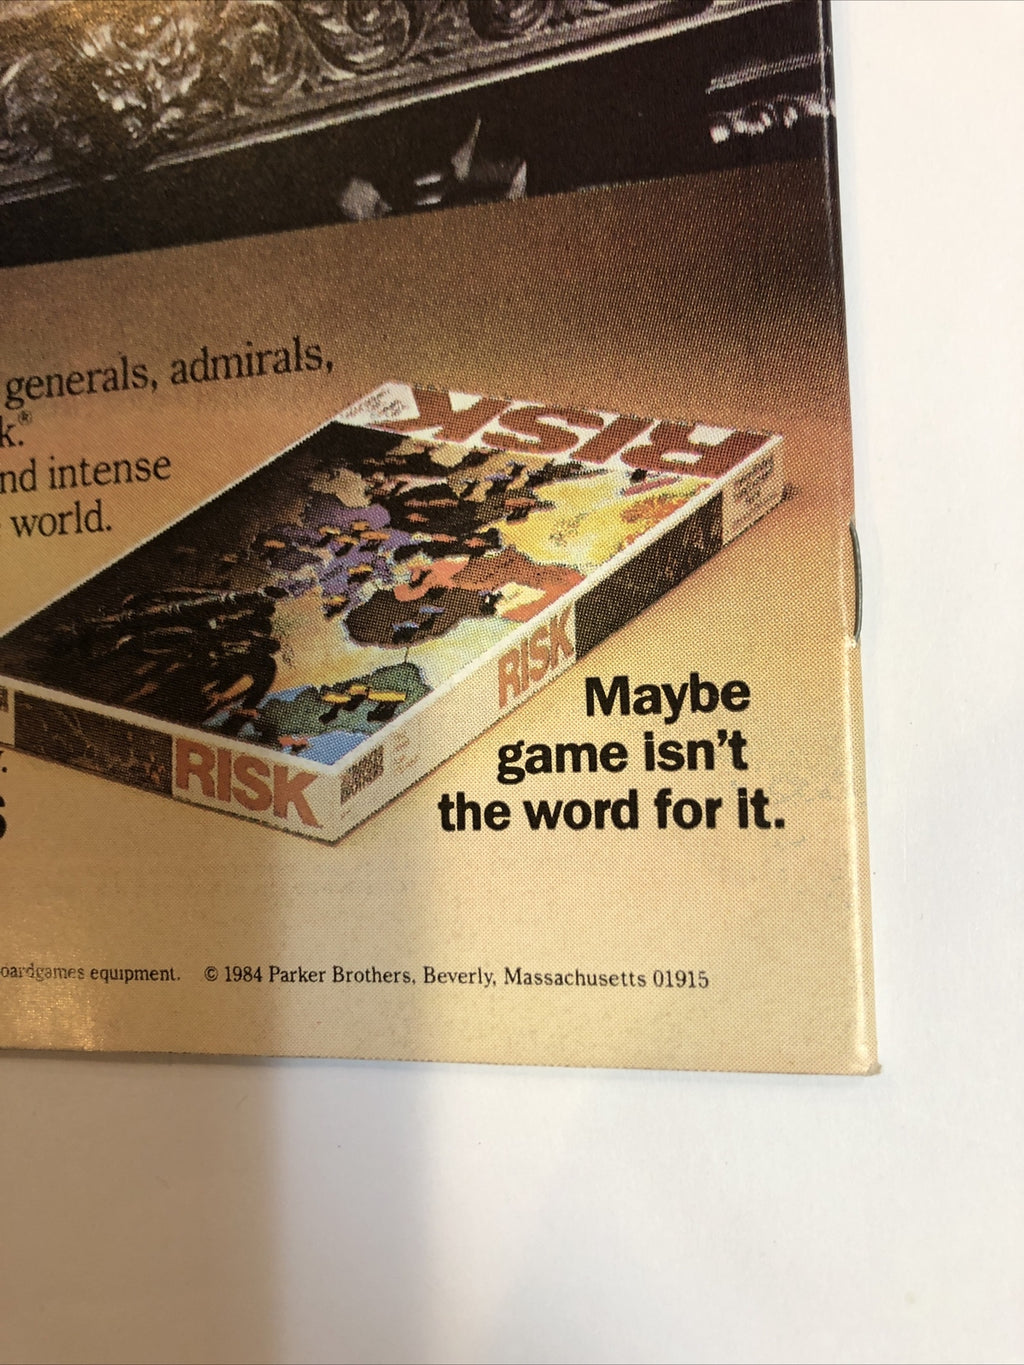 generals, admirals,
k.®
nd intense
world.
RISK
RISK
RISK
Maybe
game isn't
the word for it.
oardgames equipment. © 1984 Parker Brothers, Beverly, Massachusetts 01915